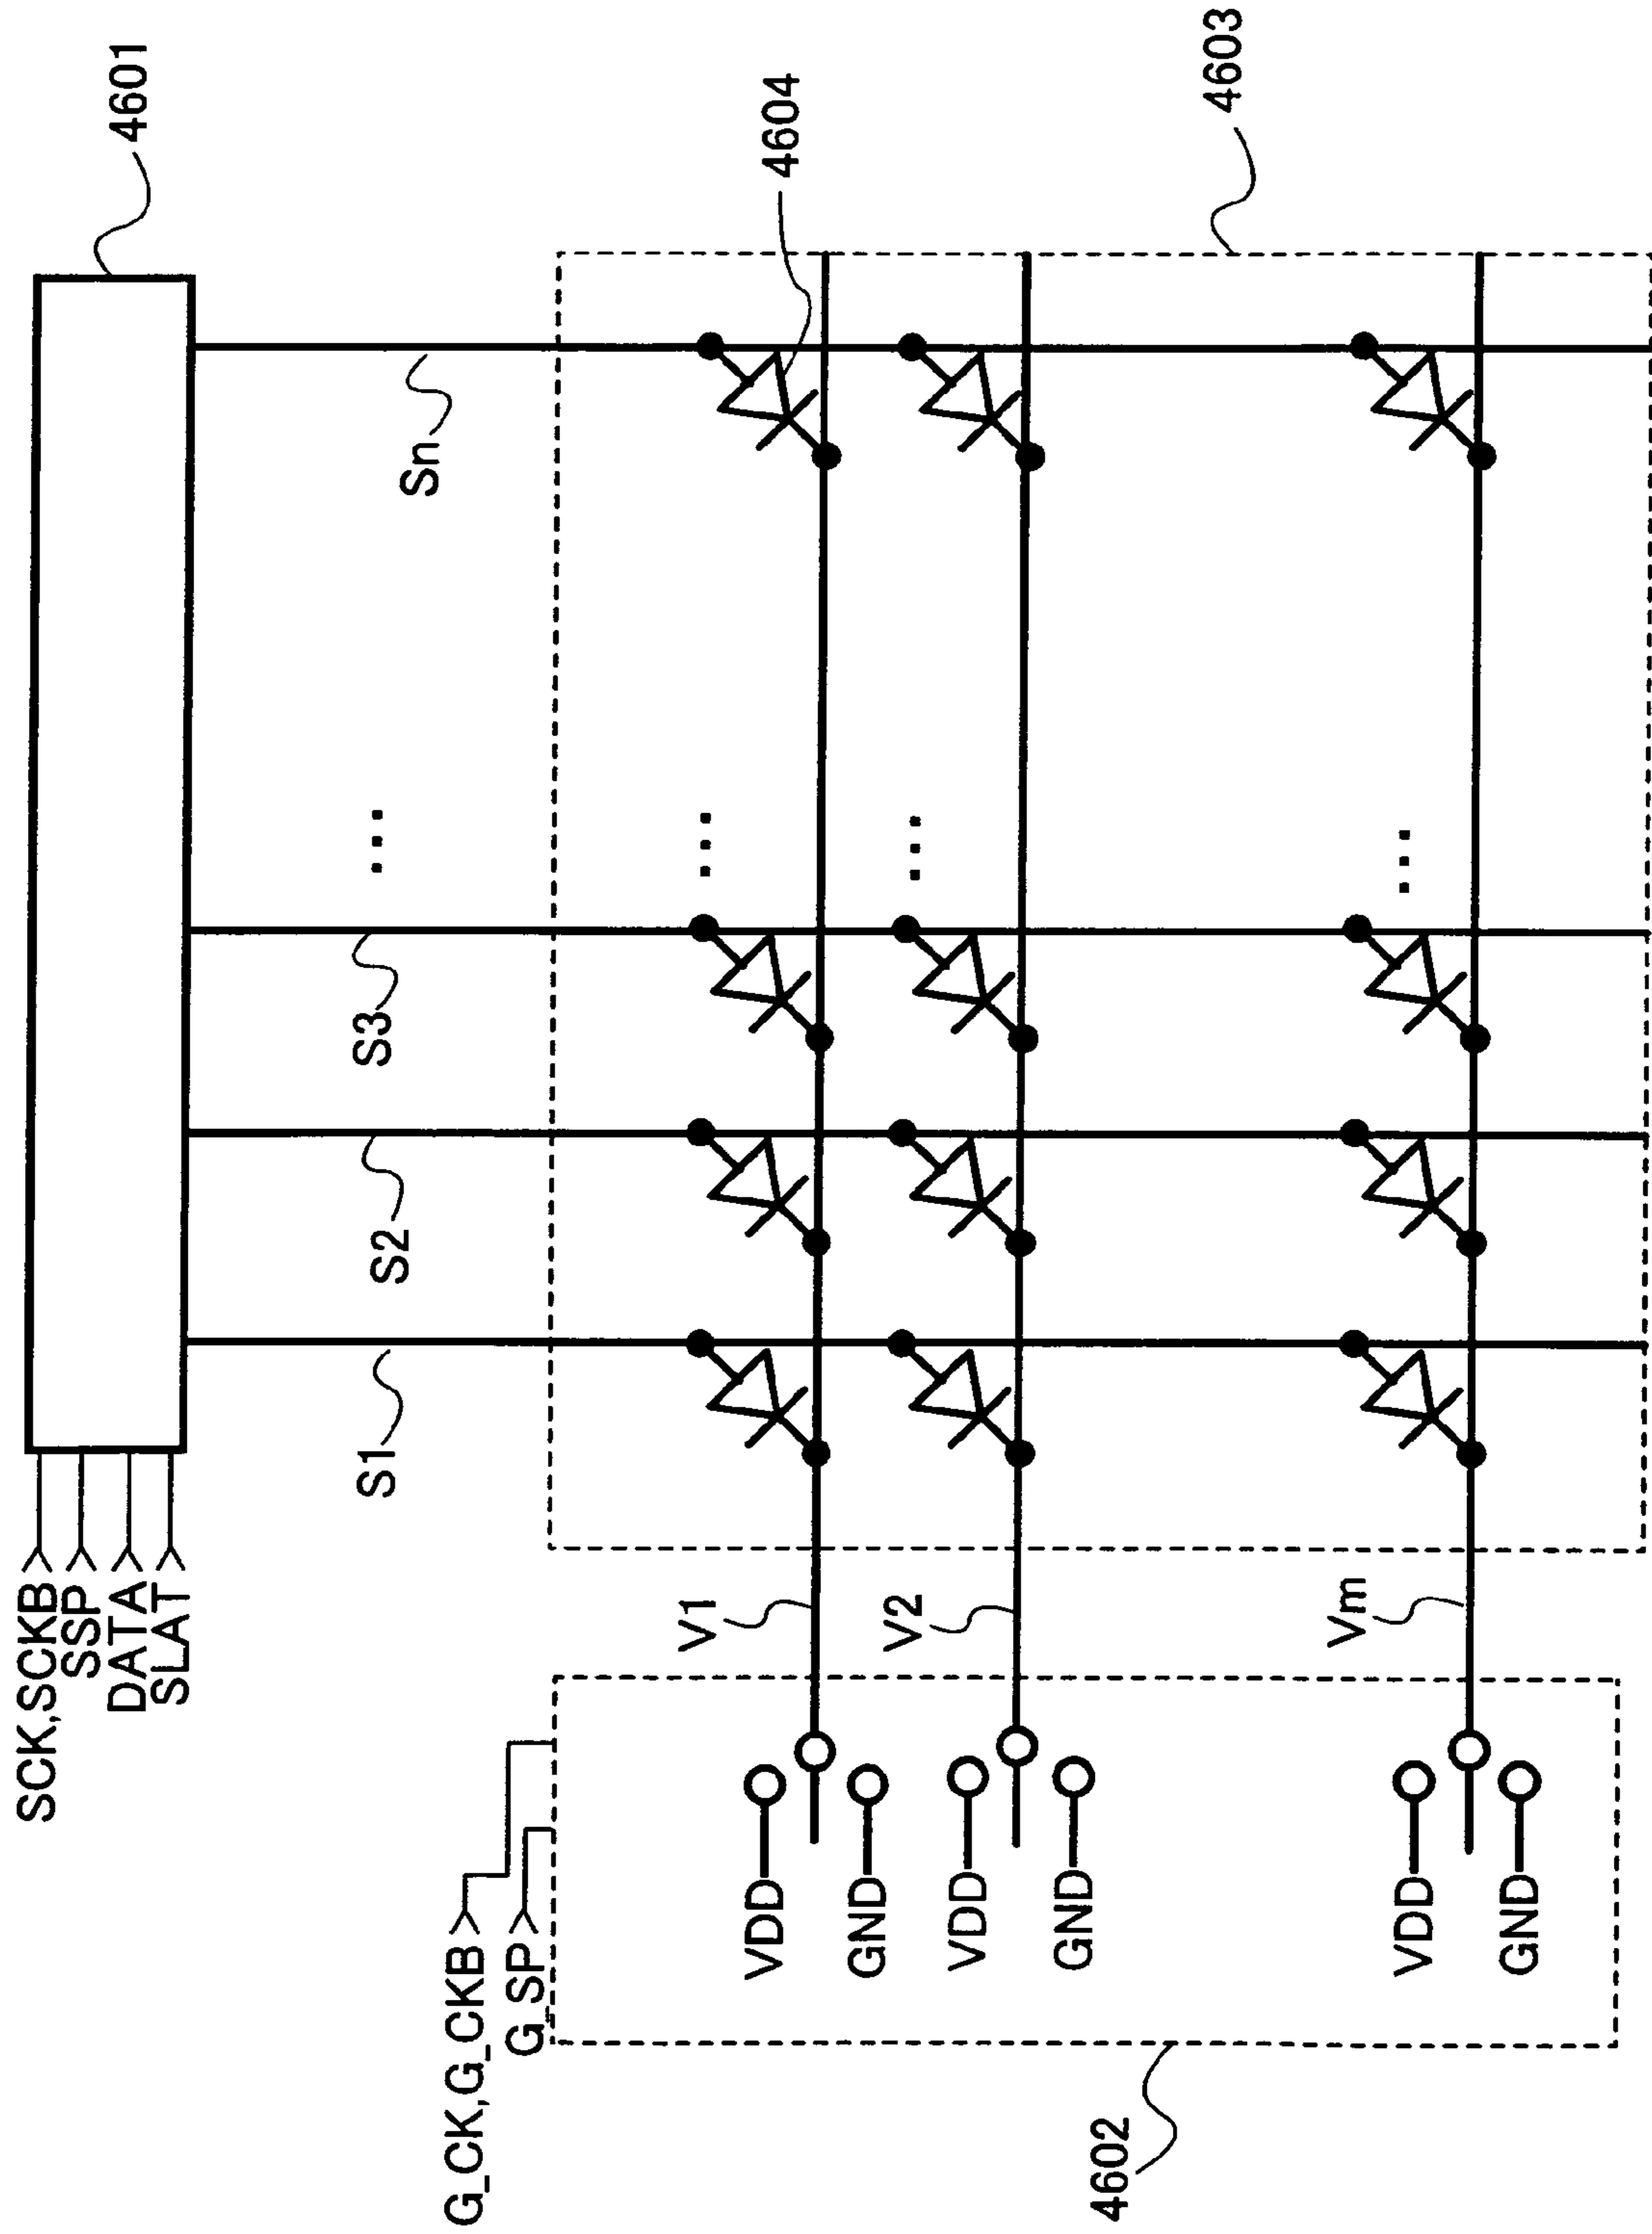 SCK,SCKB
SSP
DATA
SLAT
4601
S1
S2
S3
...
Sn
G_CK,G_CKB
G_SP
4604
VDD
V1
...
GND
VDD
V2
...
GND
4603
VDD
Vm
...
GND
4602